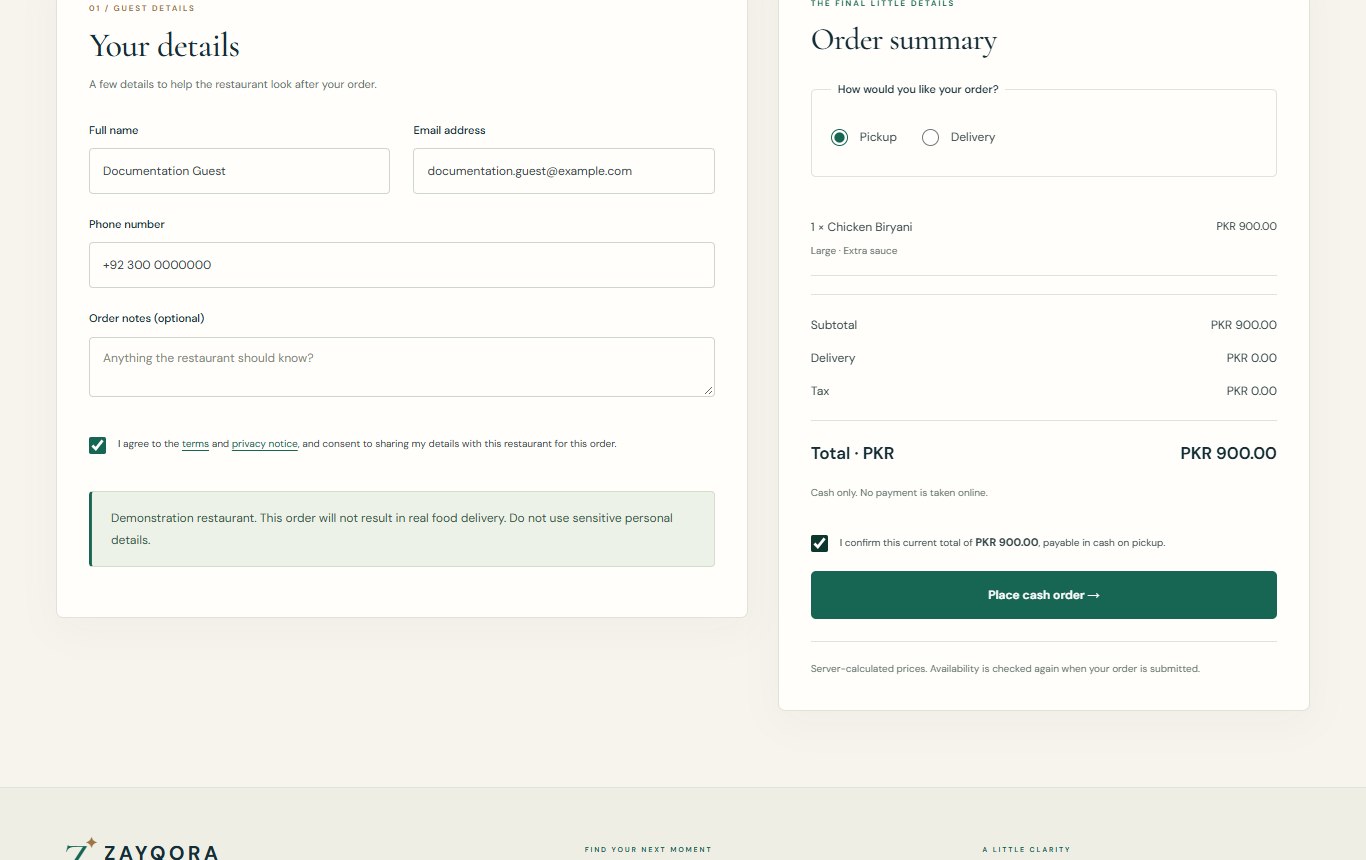 01 / GUEST DETAILS
Your details
A few details to help the restaurant look after your order.
Full name
Email address
Documentation Guest
documentation.guest@example.com
Phone number
+92 300 0000000
Order notes (optional)
Anything the restaurant should know?
I agree to the terms and privacy notice, and consent to sharing my details with this restaurant for this order.
Demonstration restaurant. This order will not result in real food delivery. Do not use sensitive personal
details.
THE FINAL LITTLE DETAILS
Order summary
How would you like your order?
Pickup
Delivery
1 × Chicken Biryani PKR 900.00
Large · Extra sauce
Subtotal PKR 900.00
Delivery PKR 0.00
Tax PKR 0.00
Total · PKR PKR 900.00
Cash only. No payment is taken online.
I confirm this current total of PKR 900.00, payable in cash on pickup.
Place cash order →
Server-calculated prices. Availability is checked again when your order is submitted.
Z ZAYQORA
FIND YOUR NEXT MOMENT
A LITTLE CLARITY